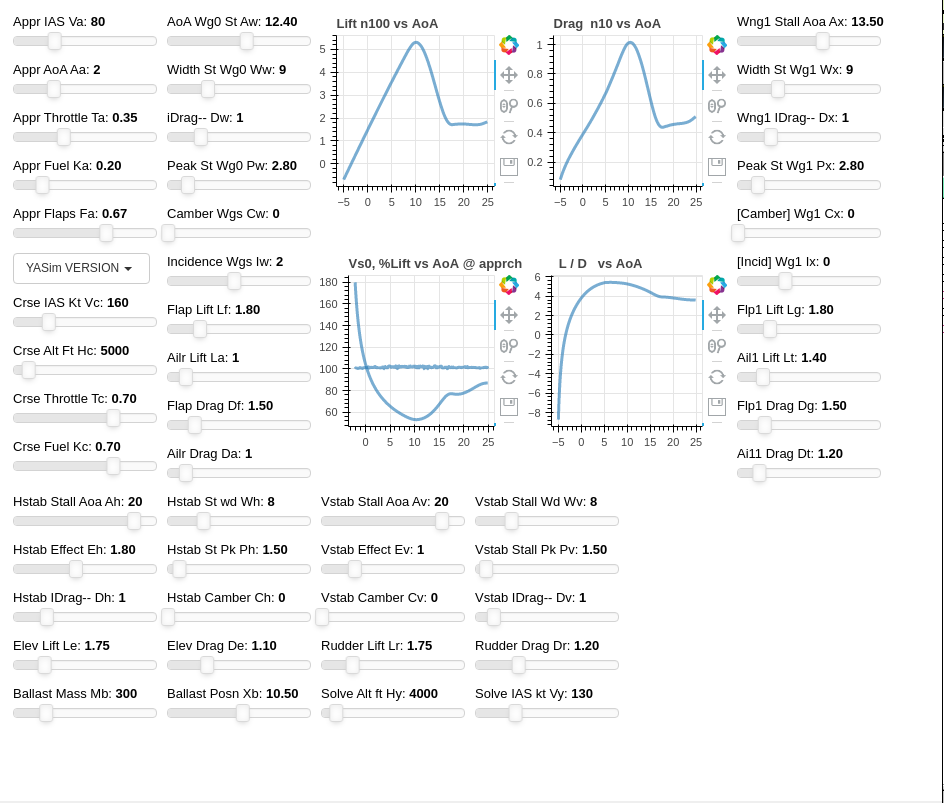 Appr IAS Va: 80
Appr AoA Aa: 2
Appr Throttle Ta: 0.35
Appr Fuel Ka: 0.20
Appr Flaps Fa: 0.67
YASim VERSION
Crse IAS Kt Vc: 160
Crse Alt Ft Hc: 5000
Crse Throttle Tc: 0.70
Crse Fuel Kc: 0.70
AoA Wg0 St Aw: 12.40
Width St Wg0 Ww: 9
iDrag-- Dw: 1
Peak St Wg0 Pw: 2.80
Camber Wgs Cw: 0
Incidence Wgs Iw: 2
Flap Lift Lf: 1.80
Ailr Lift La: 1
Flap Drag Df: 1.50
Ailr Drag Da: 1
Lift n100 vs AoA
5
4
3
2
1
0
−5 0 5 10 15 20 25
Drag n10 vs AoA
1
0.8
0.6
0.4
0.2
−5 0 5 10 15 20 25
Vs0, %Lift vs AoA @ apprch
180
160
140
120
100
80
60
0 5 10 15 20 25
L / D vs AoA
6
4
2
0
−2
−4
−6
−8
−5 0 5 10 15 20 25
Wng1 Stall Aoa Ax: 13.50
Width St Wg1 Wx: 9
Wng1 IDrag-- Dx: 1
Peak St Wg1 Px: 2.80
[Camber] Wg1 Cx: 0
[Incid] Wg1 Ix: 0
Flp1 Lift Lg: 1.80
Ail1 Lift Lt: 1.40
Flp1 Drag Dg: 1.50
Ai11 Drag Dt: 1.20
Hstab Stall Aoa Ah: 20
Hstab St wd Wh: 8
Vstab Stall Aoa Av: 20
Vstab Stall Wd Wv: 8
Hstab Effect Eh: 1.80
Hstab St Pk Ph: 1.50
Vstab Effect Ev: 1
Vstab Stall Pk Pv: 1.50
Hstab IDrag-- Dh: 1
Hstab Camber Ch: 0
Vstab Camber Cv: 0
Vstab IDrag-- Dv: 1
Elev Lift Le: 1.75
Elev Drag De: 1.10
Rudder Lift Lr: 1.75
Rudder Drag Dr: 1.20
Ballast Mass Mb: 300
Ballast Posn Xb: 10.50
Solve Alt ft Hy: 4000
Solve IAS kt Vy: 130